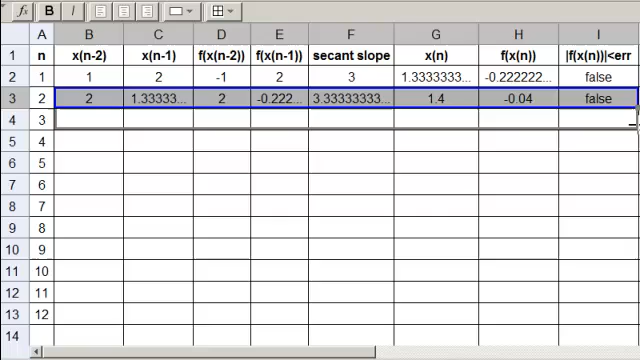 fx B I
A B C D E F G H I
1 n x(n-2) x(n-1) f(x(n-2)) f(x(n-1)) secant slope x(n) f(x(n)) |f(x(n))|<err
2 1 1 2 -1 2 3 1.3333333... -0.222222... false
3 2 2 1.33333... 2 -0.222... 3.33333333... 1.4 -0.04 false
4 3
5 4
6 5
7 6
8 7
9 8
10 9
11 10
12 11
13 12
14